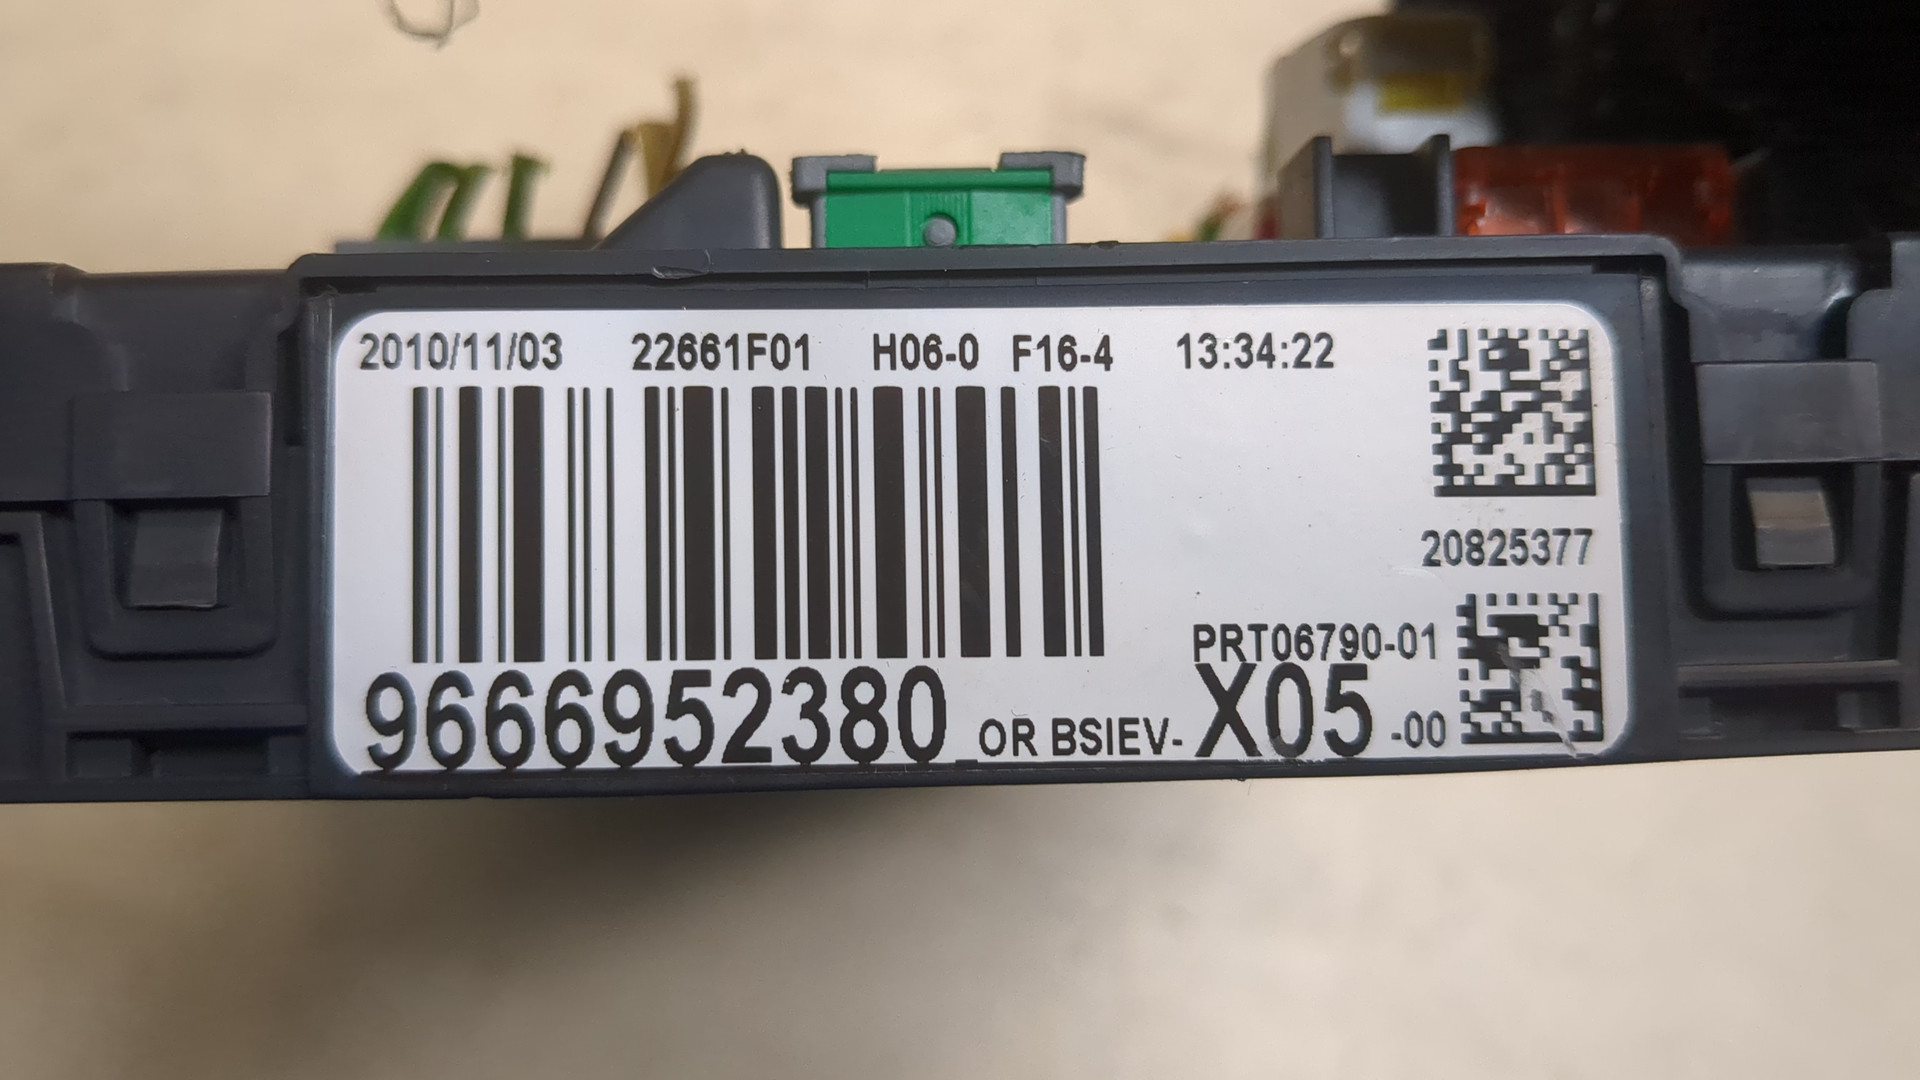 2010/11/03 22661F01 H06-0 F16-4 13:34:22
20825377
PRT06790-01
9666952380 OR BSIEV-X05-00